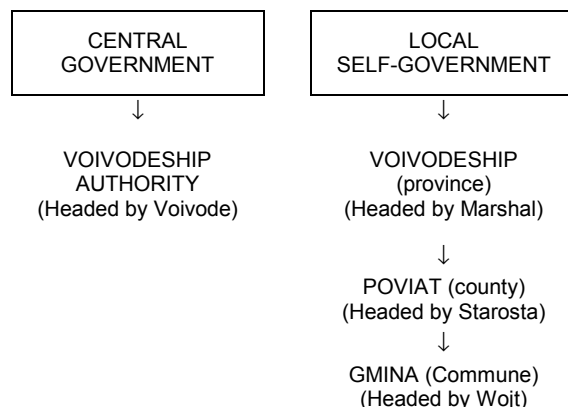 CENTRAL
GOVERNMENT
↓
VOIVODESHIP
AUTHORITY
(Headed by Voivode)
LOCAL
SELF-GOVERNMENT
↓
VOIVODESHIP
(province)
(Headed by Marshal)
↓
POVIAT (county)
(Headed by Starosta)
↓
GMINA (Commune)
(Headed by Wojt)